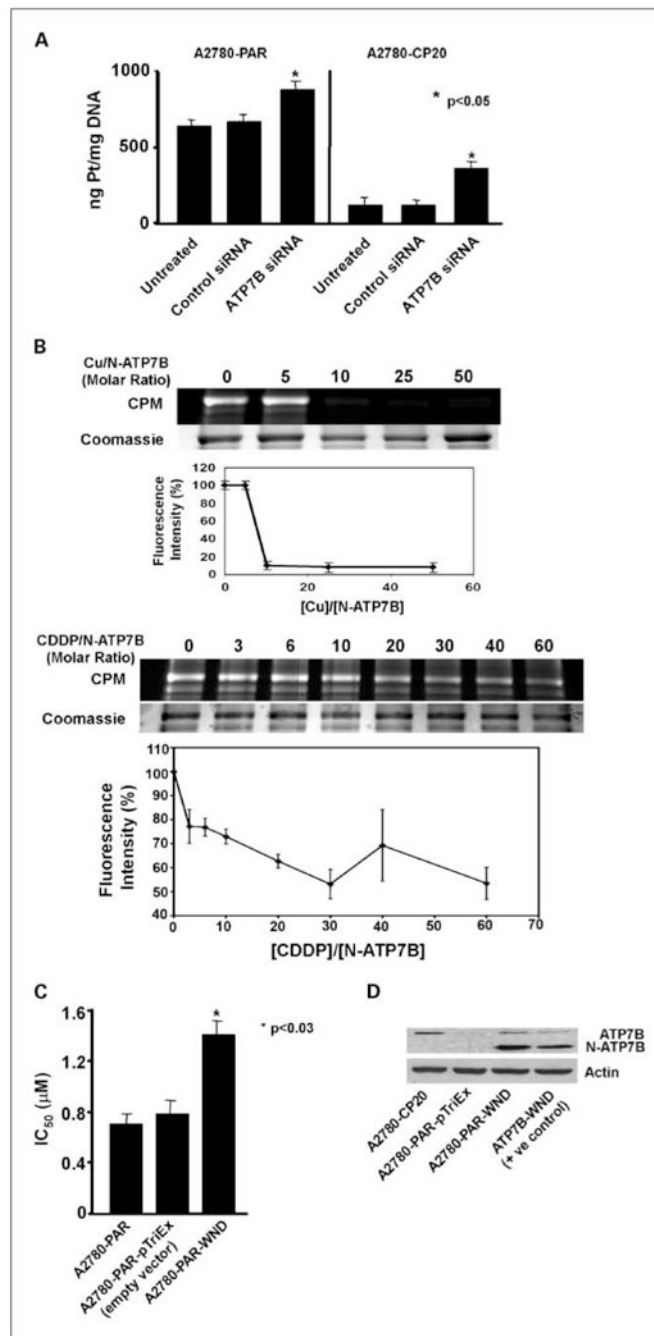 A
A2780-PAR
A2780-CP20
* p<0.05
ng Pt/mg DNA
1000
500
0
*
*
Untreated
Control siRNA
ATP7B siRNA
Untreated
Control siRNA
ATP7B siRNA
B
Cu/N-ATP7B 0 5 10 25 50
(Molar Ratio)
CPM
Coomassie
Fluorescence
Intensity (%)
120
100
80
60
40
20
0
0 20 40 60
[Cu]/[N-ATP7B]
CDDP/N-ATP7B 0 3 6 10 20 30 40 60
(Molar Ratio)
CPM
Coomassie
Fluorescence
Intensity (%)
110
100
90
80
70
60
50
40
0 10 20 30 40 50 60 70
[CDDP]/[N-ATP7B]
C
IC50 (μM)
1.6
1.2
0.8
0.4
0
*
* p<0.03
A2780-PAR
A2780-PAR-pTriEx
(empty vector)
A2780-PAR-WND
D
ATP7B
N-ATP7B
Actin
A2780-CP20
A2780-PAR-pTriEx
A2780-PAR-WND
ATP7B-WND
(+ ve control)